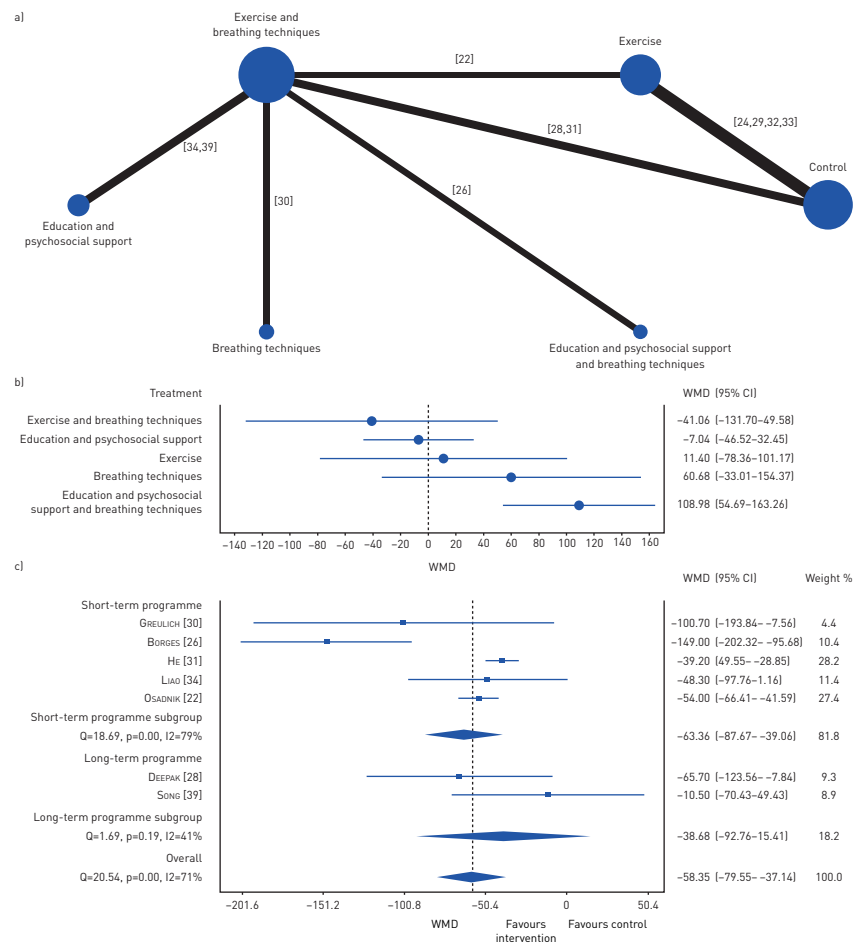 a)
Exercise and
breathing techniques
Exercise
[22]
[24,29,32,33]
[28,31]
[34,39]
Control
[26]
[30]
Education and
psychosocial support
Breathing techniques
Education and psychosocial support
and breathing techniques
b)
Treatment WMD (95% CI)
Exercise and breathing techniques −41.06 (−131.70–49.58)
Education and psychosocial support −7.04 (−46.52–32.45)
Exercise 11.40 (−78.36–101.17)
Breathing techniques 60.68 (−33.01–154.37)
Education and psychosocial
support and breathing techniques 108.98 (54.69–163.26)
−140 −120 −100 −80 −60 −40 −20 0 20 40 60 80 100 120 140 160
WMD
c)
WMD (95% CI) Weight %
Short-term programme
Greulich [30] −100.70 (−193.84– −7.56) 4.4
Borges [26] −149.00 (−202.32– −95.68) 10.4
He [31] −39.20 (49.55– −28.85) 28.2
Liao [34] −48.30 (−97.76–1.16) 11.4
Osadnik [22] −54.00 (−66.41– −41.59) 27.4
Short-term programme subgroup
Q=18.69, p=0.00, I2=79% −63.36 (−87.67– −39.06) 81.8
Long-term programme
Deepak [28] −65.70 (−123.56– −7.84) 9.3
Song [39] −10.50 (−70.43–49.43) 8.9
Long-term programme subgroup
Q=1.69, p=0.19, I2=41% −38.68 (−92.76–15.41) 18.2
Overall
Q=20.54, p=0.00, I2=71% −58.35 (−79.55– −37.14) 100.0
−201.6 −151.2 −100.8 −50.4 0 50.4
WMD Favours intervention Favours control